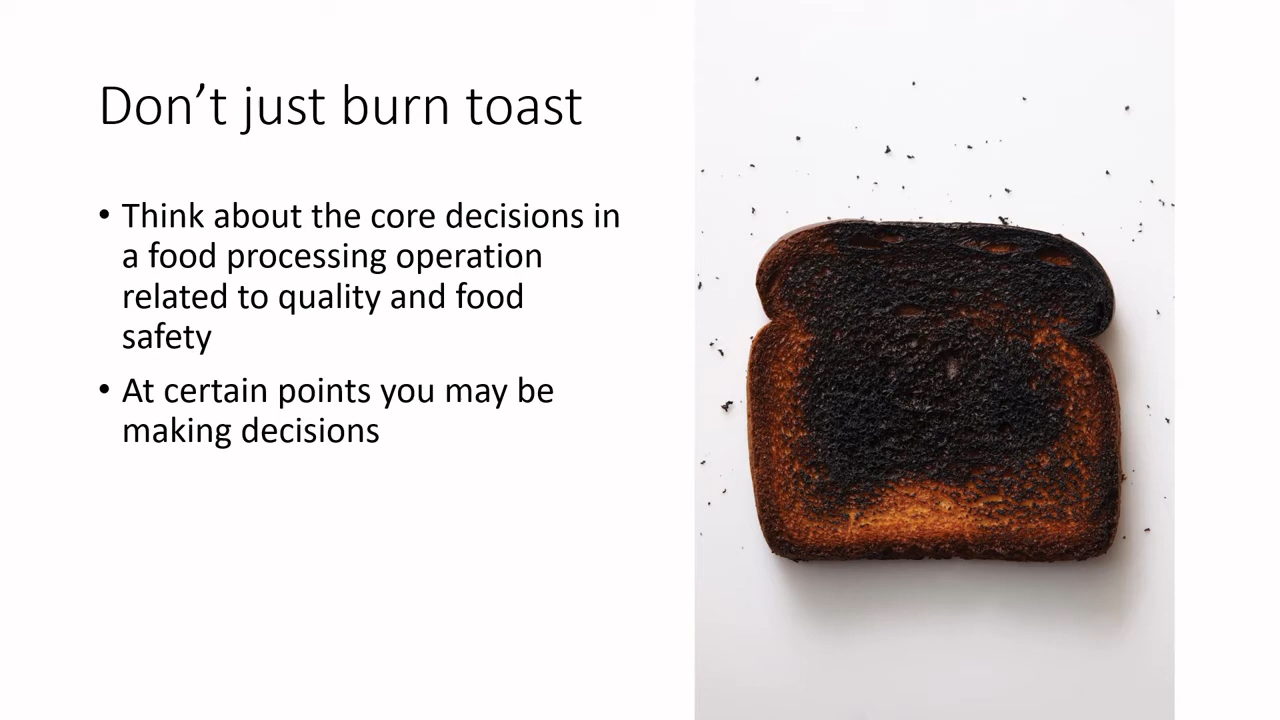 Don’t just burn toast
• Think about the core decisions in
a food processing operation
related to quality and food
safety
• At certain points you may be
making decisions